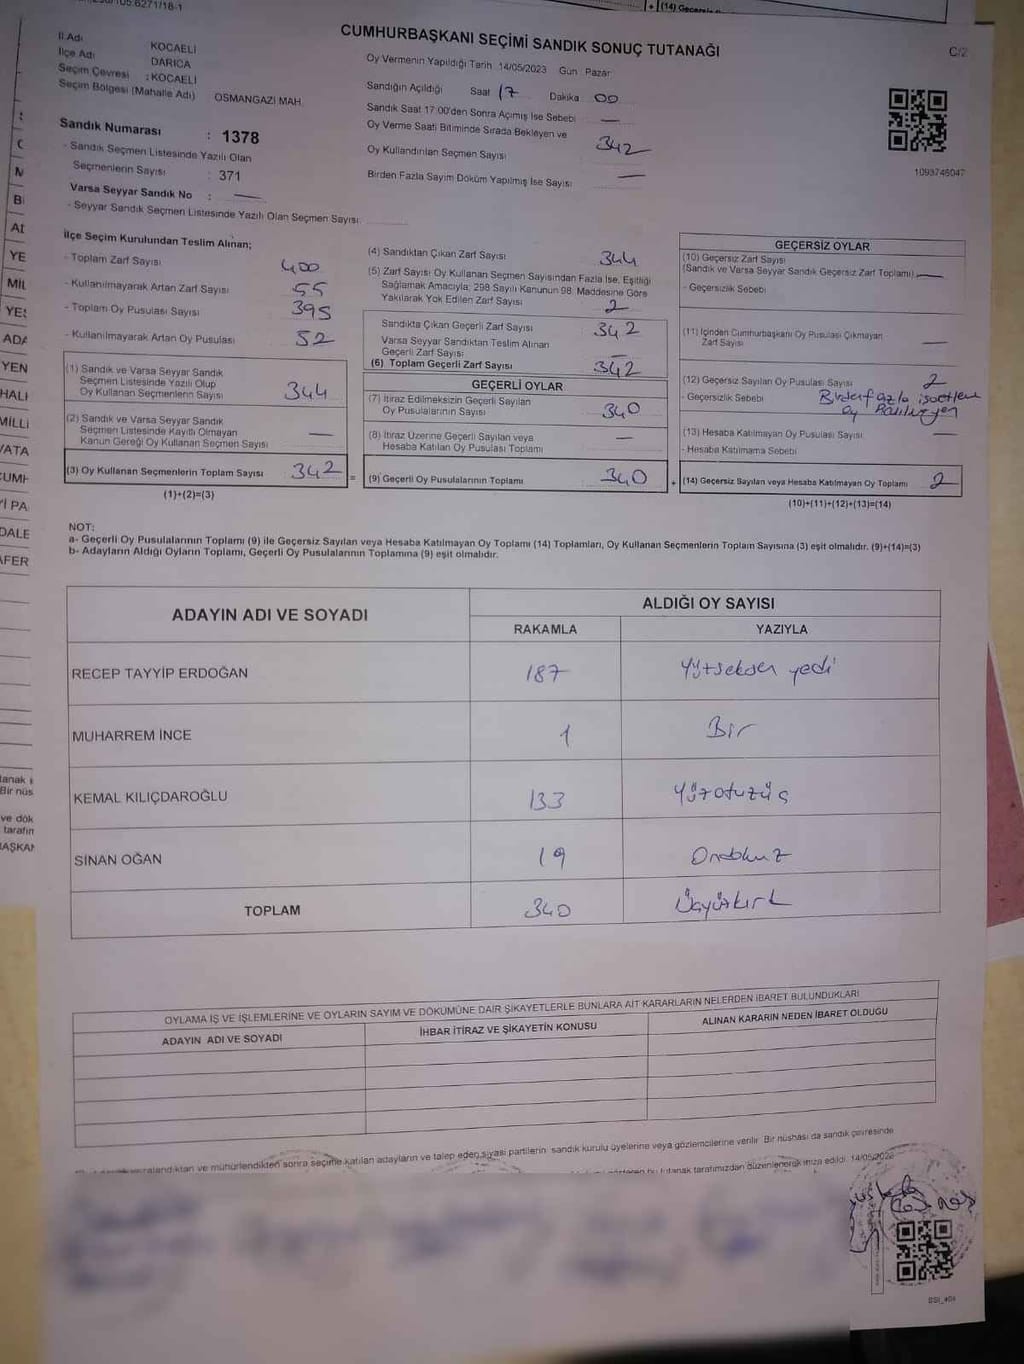 CUMHURBAŞKANI SEÇİMİ SANDIK SONUÇ TUTANAĞI
C/2
İl Adı KOCAELİ
İlçe Adı DARICA
Seçim Çevresi : KOCAELİ
Seçim Bölgesi (Mahalle Adı) OSMANGAZİ MAH.
Oy Vermenin Yapıldığı Tarih 14/05/2023 Gün Pazar
Sandığın Açıldığı Saat 17 Dakika 00
Sandık Saat 17:00'den Sonra Açımış İse Sebebi —
Oy Verme Saati Bitiminde Sırada Bekleyen ve
Oy Kullandırılan Seçmen Sayısı 342
Birden Fazla Sayım Döküm Yapılmış İse Sayısı —
1093746047
Sandık Numarası : 1378
- Sandık Seçmen Listesinde Yazılı Olan
Seçmenlerin Sayısı : 371
Varsa Seyyar Sandık No : —
- Seyyar Sandık Seçmen Listesinde Yazılı Olan Seçmen Sayısı:
İlçe Seçim Kurulundan Teslim Alınan;
- Toplam Zarf Sayısı 400
- Kullanılmayarak Artan Zarf Sayısı 55
- Toplam Oy Pusulası Sayısı 395
- Kullanılmayarak Artan Oy Pusulası 52
(1) Sandık ve Varsa Seyyar Sandık
Seçmen Listesinde Yazılı Olup
Oy Kullanan Seçmenlerin Sayısı 344
(2) Sandık ve Varsa Seyyar Sandık
Seçmen Listesinde Kayıtlı Olmayan
Kanun Gereği Oy Kullanan Seçmen Sayısı —
(3) Oy Kullanan Seçmenlerin Toplam Sayısı 342 =
(1)+(2)=(3)
(4) Sandıktan Çıkan Zarf Sayısı 344
(5) Zarf Sayısı Oy Kullanan Seçmen Sayısından Fazla İse, Eşitliği
Sağlamak Amacıyla; 298 Sayılı Kanunun 98. Maddesine Göre
Yakılarak Yok Edilen Zarf Sayısı 2
Sandıkta Çıkan Geçerli Zarf Sayısı 342
Varsa Seyyar Sandıktan Teslim Alınan
Geçerli Zarf Sayısı: —
(6) Toplam Geçerli Zarf Sayısı 342
GEÇERLİ OYLAR
(7) İtiraz Edilmeksizin Geçerli Sayılan
Oy Pusulalarının Sayısı 340
(8) İtiraz Üzerine Geçerli Sayılan veya
Hesaba Katılan Oy Pusulası Toplamı —
(9) Geçerli Oy Pusulalarının Toplamı 340 +
GEÇERSİZ OYLAR
(10) Geçersiz Zarf Sayısı
(Sandık ve Varsa Seyyar Sandık Geçersiz Zarf Toplamı) —
- Geçersizlik Sebebi
(11) İçinden Cumhurbaşkanı Oy Pusulası Çıkmayan
Zarf Sayısı —
(12) Geçersiz Sayılan Oy Pusulası Sayısı 2
- Geçersizlik Sebebi Birden fazla
oy
(13) Hesaba Katılmayan Oy Pusulası Sayısı —
- Hesaba Katılmama Sebebi
(14) Geçersiz Sayılan veya Hesaba Katılmayan Oy Toplamı 2
(10)+(11)+(12)+(13)=(14)
NOT:
a- Geçerli Oy Pusulalarının Toplamı (9) ile Geçersiz Sayılan veya Hesaba Katılmayan Oy Toplamı (14) Toplamları, Oy Kullanan Seçmenlerin Toplam Sayısına (3) eşit olmalıdır. (9)+(14)=(3)
b- Adayların Aldığı Oyların Toplamı, Geçerli Oy Pusulalarının Toplamına (9) eşit olmalıdır.
ADAYIN ADI VE SOYADI ALDIĞI OY SAYISI
RAKAMLA YAZIYLA
RECEP TAYYİP ERDOĞAN 187 Yüzseksen yedi
MUHARREM İNCE 1 Bir
KEMAL KILIÇDAROĞLU 133 Yüzotuzüç
SİNAN OĞAN 19 Ondokuz
TOPLAM 340 Üçyüzkırk
OYLAMA İŞ VE İŞLEMLERİNE VE OYLARIN SAYIM VE DÖKÜMÜNE DAİR ŞİKAYETLERLE BUNLARA AİT KARARLARIN NELERDEN İBARET BULUNDUKLARI
ADAYIN ADI VE SOYADI İHBAR İTİRAZ VE ŞİKAYETİN KONUSU ALINAN KARARIN NEDEN İBARET OLDUĞU
ve mühürlendikten sonra seçime katılan adayların ve talep eden siyasi partilerin sandık kurulu üyelerine veya gözlemcilerine verilir. Bir nüshası da sandık çevresinde
bu tutanak tarafımızdan düzenlenerek imza edildi. 14/05/2023